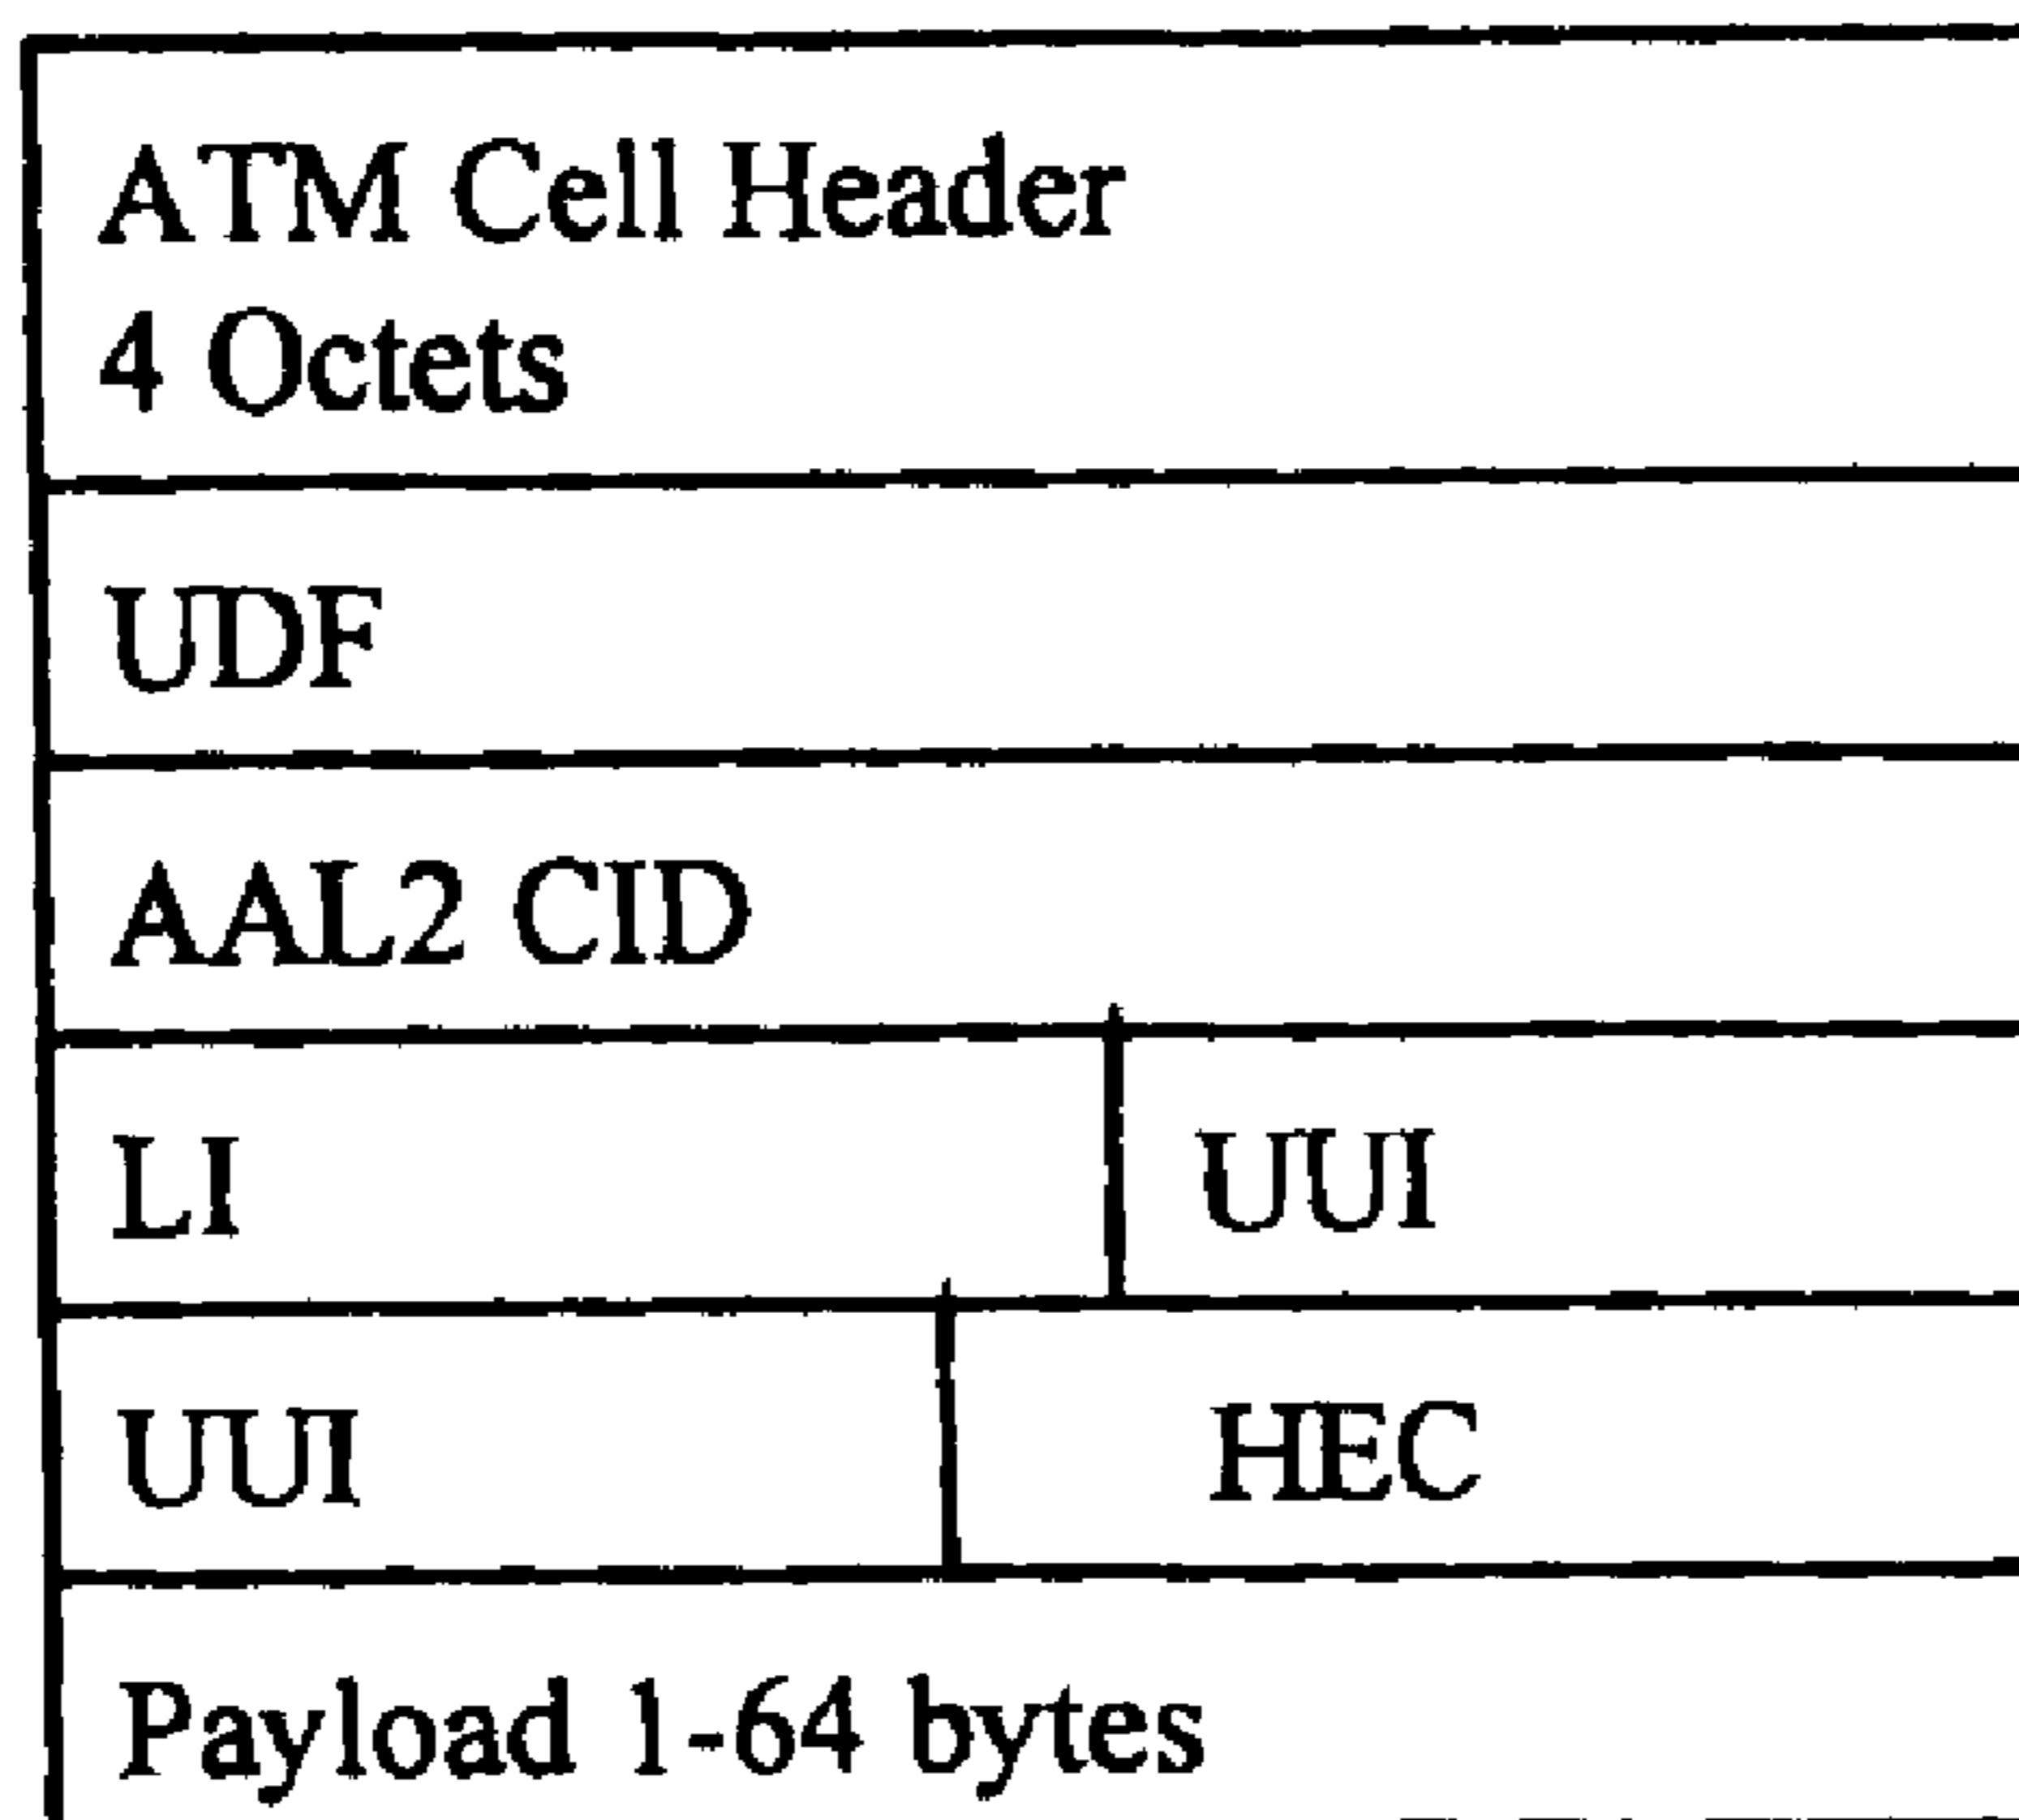 ATM Cell Header
4 Octets
UDF
AAL2 CID
LI UUI
UUI HEC
Payload 1-64 bytes